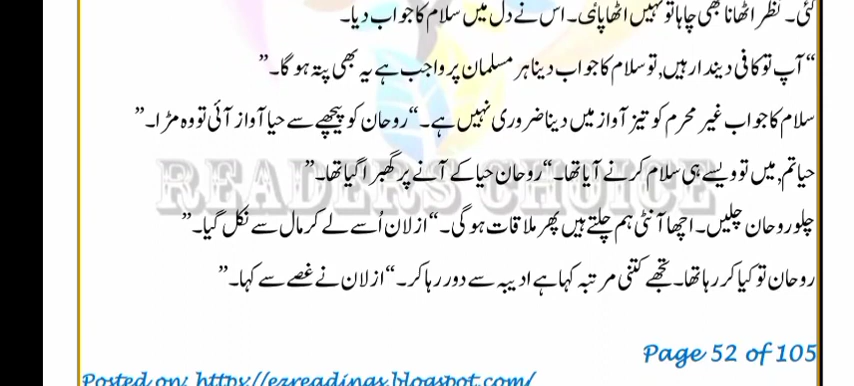 گئی۔ نظر اٹھانا بھی چاہا تو نہیں اٹھا پائی۔ اس نے دل میں سلام کا جواب دیا۔
“آپ تو کافی دیندار ہیں, تو سلام کا جواب دینا ہر مسلمان پر واجب ہے یہ بھی پتہ ہو گا۔”
سلام کا جواب غیر محرم کو تیز آواز میں دینا ضروری نہیں ہے۔“ روحان کو پیچھے سے حیا آواز آئی تو وہ مڑا۔”
حیا تم, میں تو ویسے ہی سلام کرنے آیا تھا۔“ روحان حیا کے آنے پر گھبرا گیا تھا۔”
READERS CHOICE
چلو روحان چلیں۔ اچھا آنٹی ہم چلتے ہیں پھر ملاقات ہو گی۔“ ازلان اُسے لے کر مال سے نکل گیا۔”
روحان تو کیا کر رہا تھا۔ تجھے کتنی مرتبہ کہا ہے ادیبہ سے دور رہا کر۔“ ازلان نے غصے سے کہا۔”
Page 52 of 105
Posted on: https://ezreadings.blogspot.com/